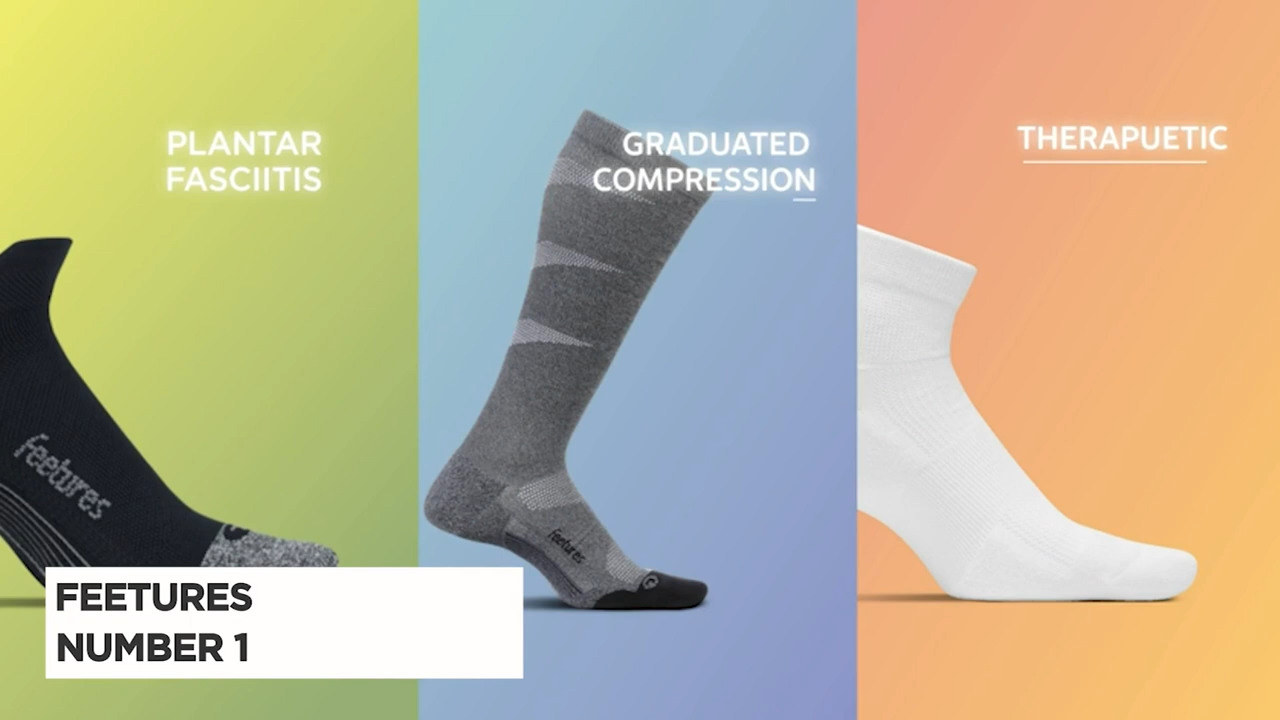 PLANTAR
FASCIITIS
GRADUATED
COMPRESSION
THERAPUETIC
feetures
feetures
FEETURES
NUMBER 1